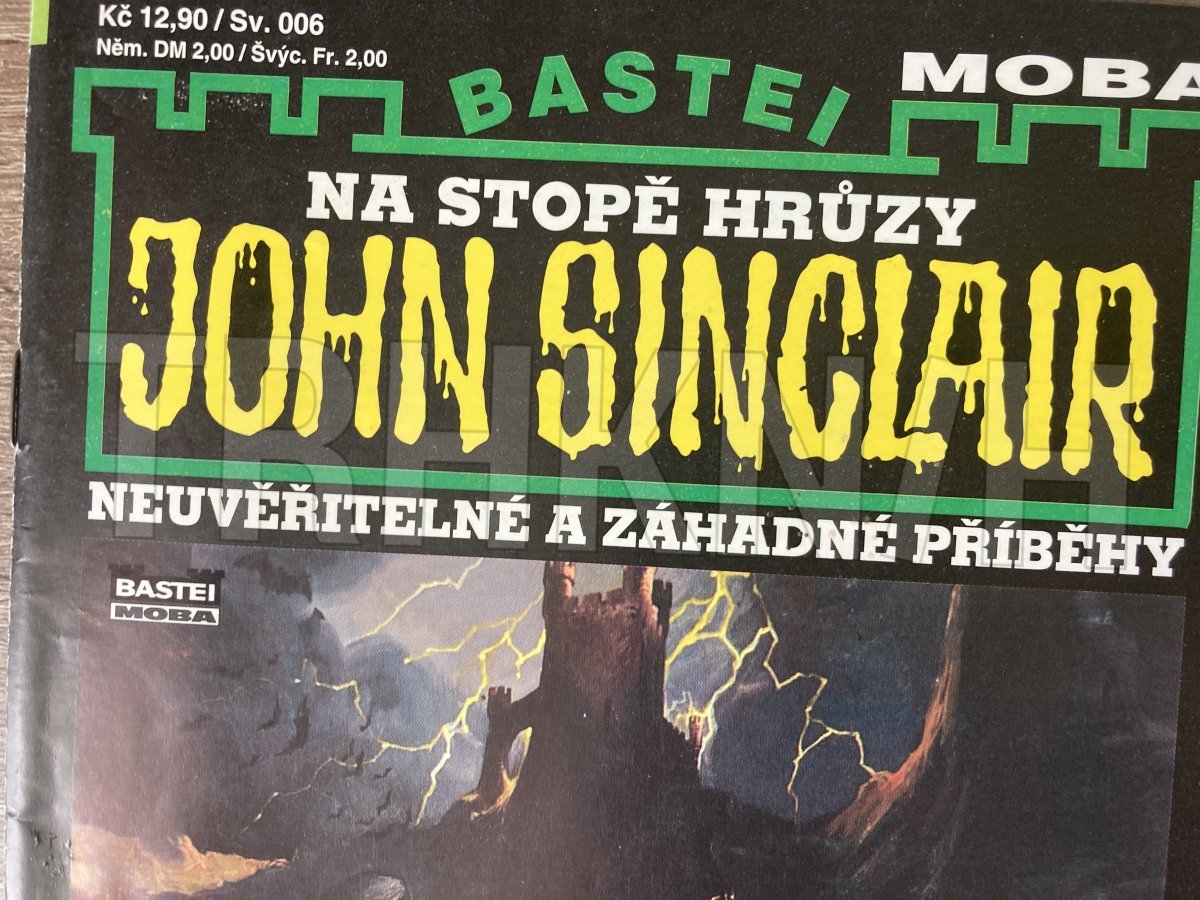 Kč 12,90 / Sv. 006
Něm. DM 2,00 / Švýc. Fr. 2,00
BASTEI MOBA
NA STOPĚ HRŮZY
JOHN SINCLAIR
TRHKNIH
NEUVĚŘITELNÉ A ZÁHADNÉ PŘÍBĚHY
BASTEI
MOBA